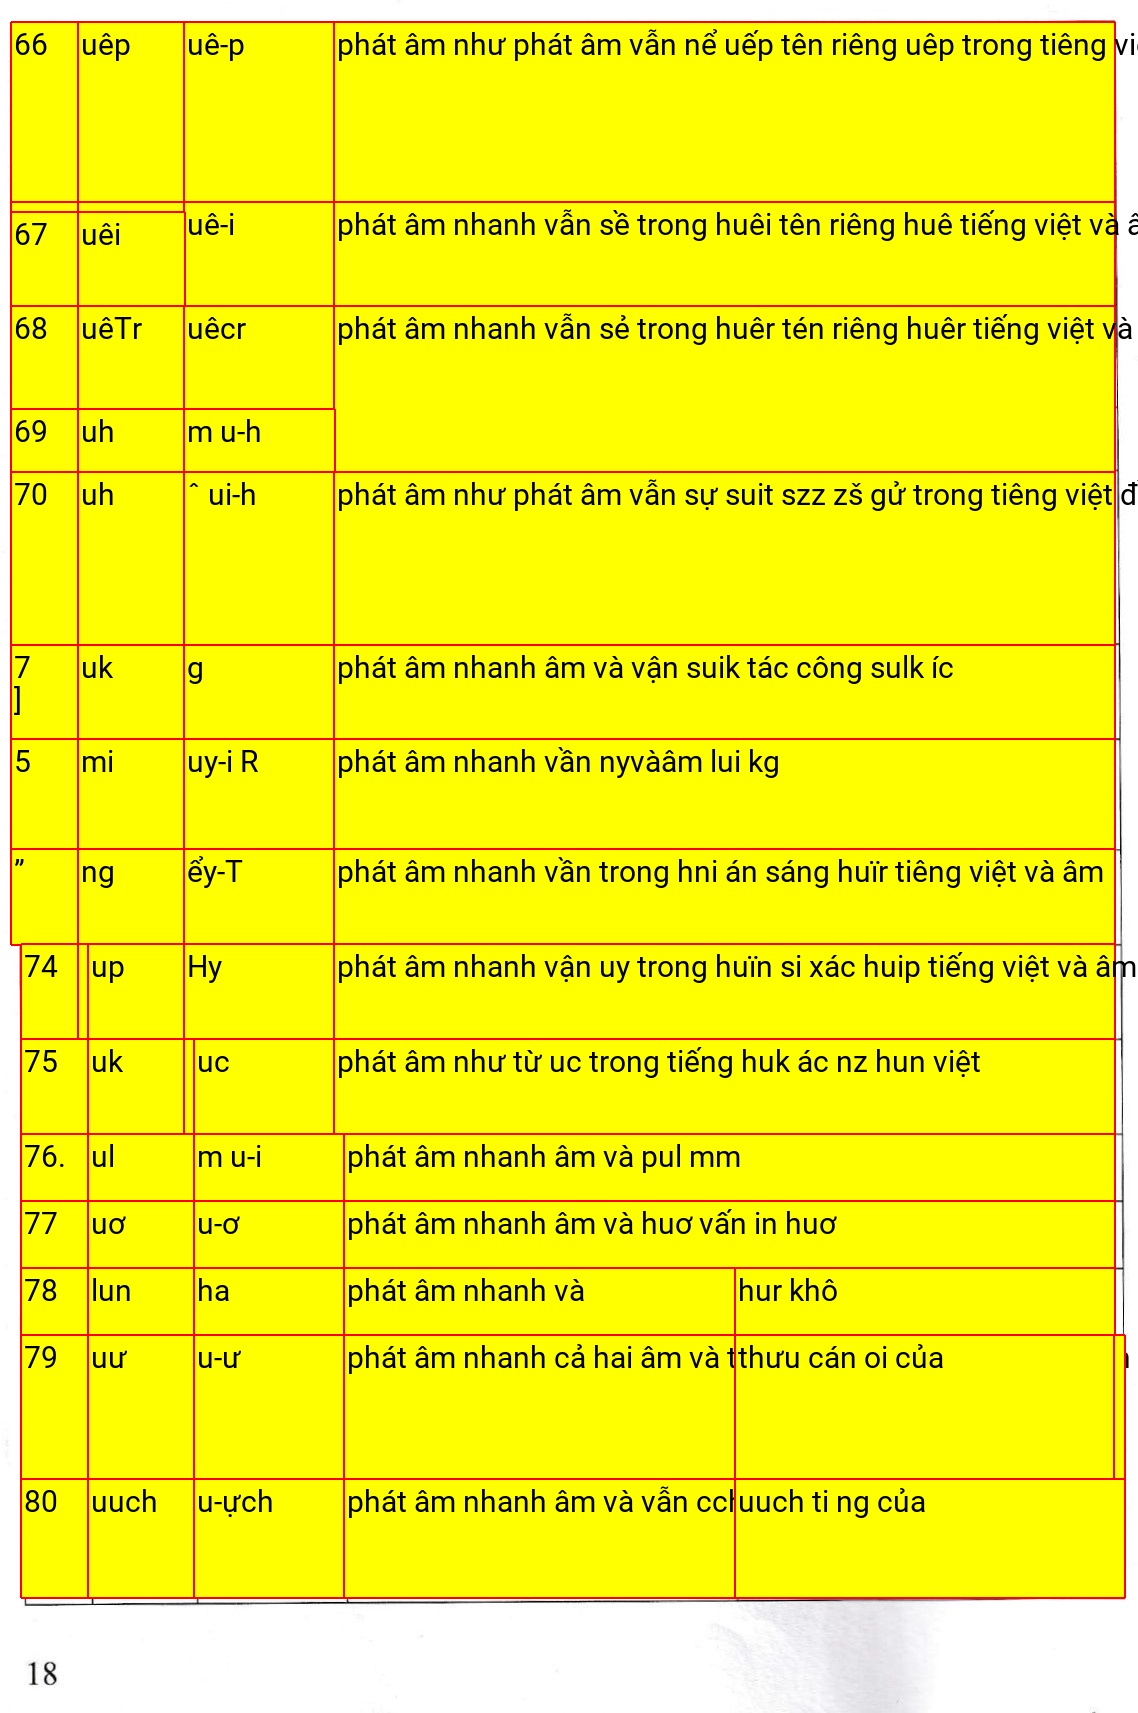 66 uêp uê-p phát âm như phát âm vẫn nể uếp tên riêng uêp trong tiêng
67 uêi uê-i phát âm nhanh vẫn sề trong huêi tên riêng huê tiếng việt và
68 uêTr uêcr phát âm nhanh vẫn sẻ trong huêr tén riêng huêr tiếng việt và
69 uh m u-h
70 uh ˆ ui-h phát âm như phát âm vẫn sự suit szz zš gử trong tiêng việt
7 uk g phát âm nhanh âm và vận suik tác công sulk íc
]
5 mi uy-i R phát âm nhanh vần nyvàâm lui kg
” ng ẩy-T phát âm nhanh vần trong hni án sáng huïr tiêng việt và âm
74 up Hy phát âm nhanh vận uy trong huïn si xác huip tiếng việt và âm
75 uk uc phát âm như từ uc trong tiếng huk ác nz hun việt
76. ul m u-i phát âm nhanh âm và pul mm
77 uơ u-ơ phát âm nhanh âm và huơ vấn in huơ
78 lun ha phát âm nhanh và hur khô
79 uư u-ư phát âm nhanh cả hai âm và thưu cán oi của
80 uuch u-ựch phát âm nhanh âm và vẫn uuch ti ng của
18